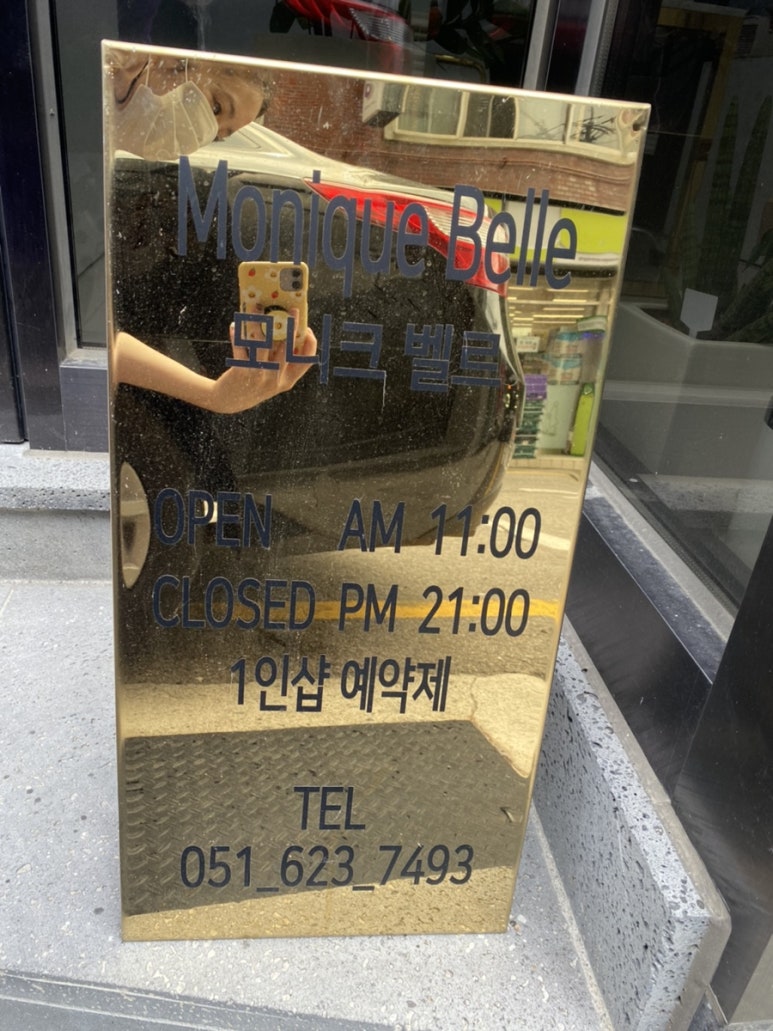 Monique Belle
모니크 벨르
OPEN AM 11:00
CLOSED PM 21:00
1인샵 예약제
TEL
051_623_7493